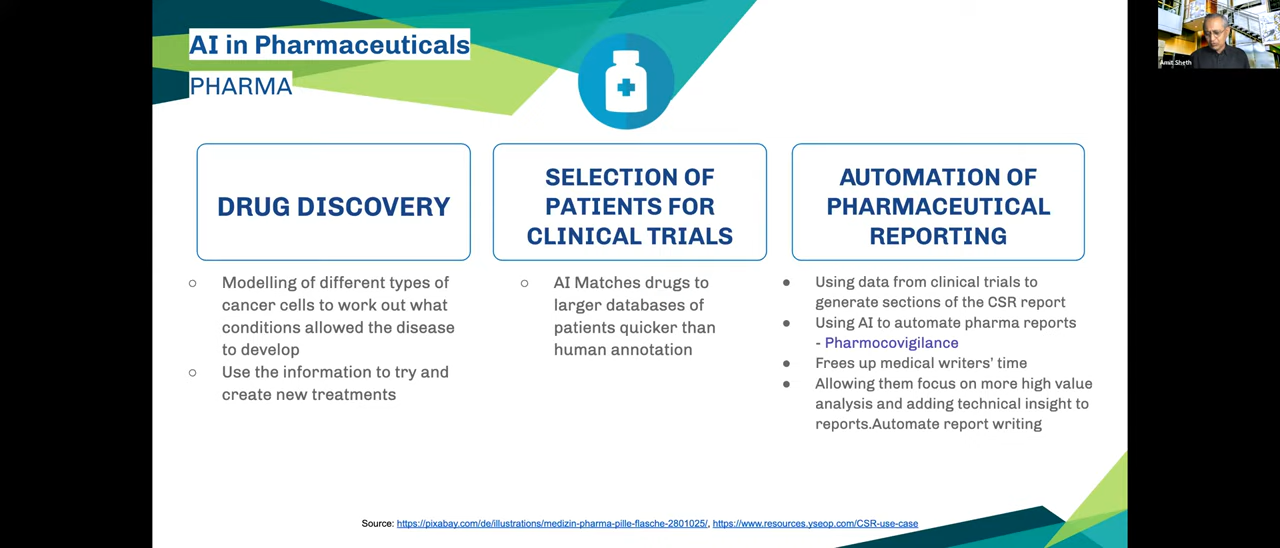 AI in Pharmaceuticals
PHARMA
DRUG DISCOVERY
Modelling of different types of
cancer cells to work out what
conditions allowed the disease
to develop
Use the information to try and
create new treatments
SELECTION OF
PATIENTS FOR
CLINICAL TRIALS
AI Matches drugs to
larger databases of
patients quicker than
human annotation
AUTOMATION OF
PHARMACEUTICAL
REPORTING
Using data from clinical trials to
generate sections of the CSR report
Using AI to automate pharma reports
- Pharmocovigilance
Frees up medical writers' time
Allowing them focus on more high value
analysis and adding technical insight to
reports.Automate report writing
Source: https://pixabay.com/de/illustrations/medizin-pharma-pille-flasche-2801025/, https://www.resources.yseop.com/CSR-use-case
Amit Sheth